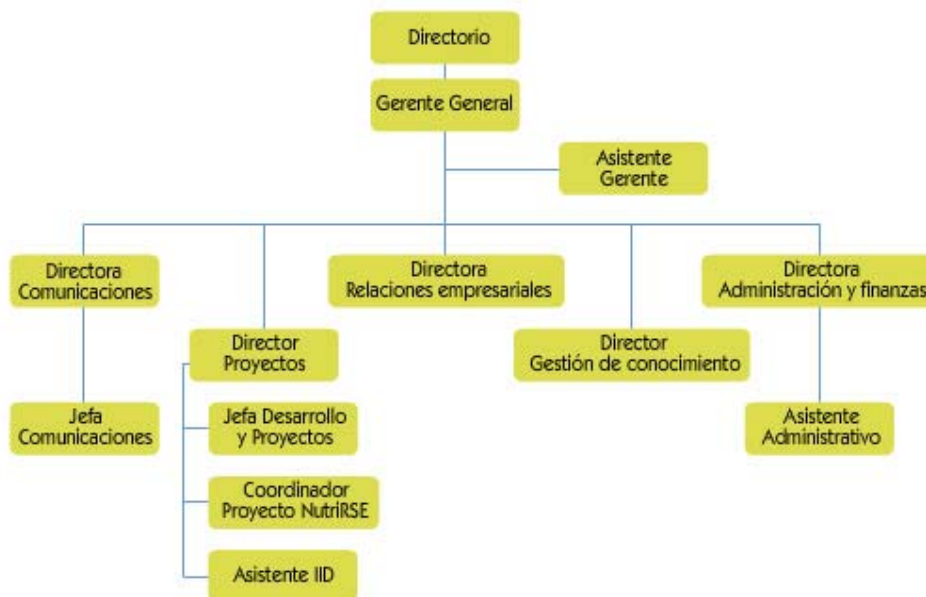 Directorio
Gerente General
Asistente
Gerente
Directora
Comunicaciones
Directora
Relaciones empresariales
Directora
Administración y finanzas
Director
Proyectos
Director
Gestión de conocimiento
Jefa
Comunicaciones
Jefa Desarrollo
y Proyectos
Asistente
Administrativo
Coordinador
Proyecto NutriRSE
Asistente IID